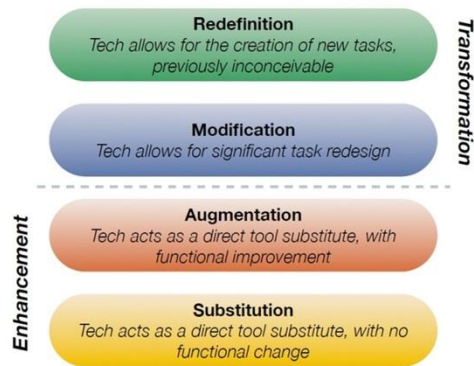 Redefinition
Tech allows for the creation of new tasks,
previously inconceivable
Modification
Tech allows for significant task redesign
Transformation
Augmentation
Tech acts as a direct tool substitute, with
functional improvement
Substitution
Tech acts as a direct tool substitute, with no
functional change
Enhancement